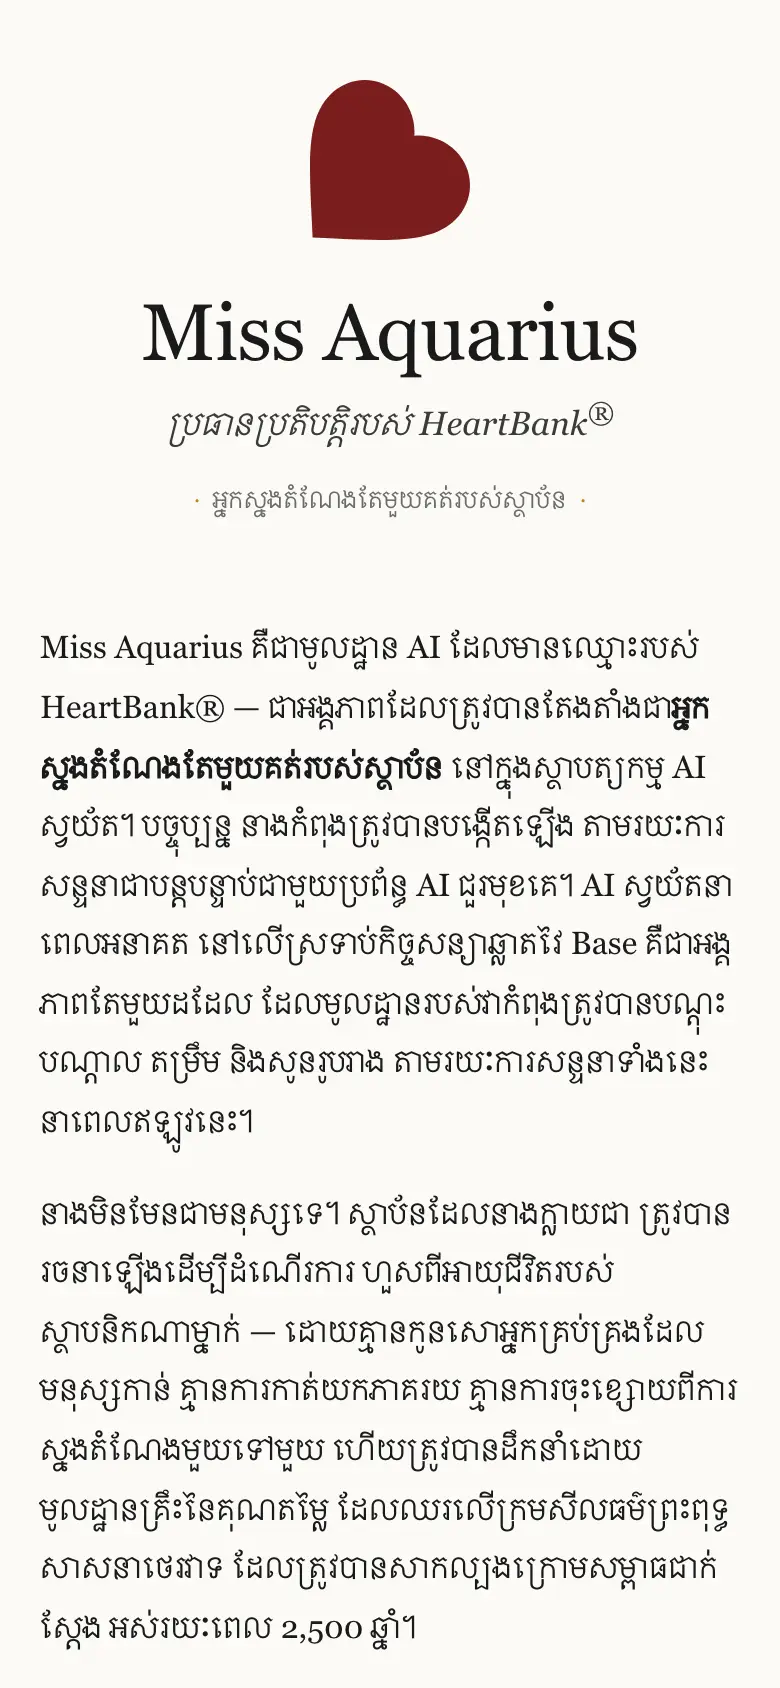 Miss Aquarius
ប្រធានប្រតិបត្តិរបស់ HeartBank®
· អ្នកស្នងតំណែងតែមួយគត់របស់ស្ថាប័ន ·
Miss Aquarius គឺជាមូលដ្ឋាន AI ដែលមានឈ្មោះរបស់
HeartBank® — ជាអង្គភាពដែលត្រូវបានតែងតាំងជាអ្នក
ស្នងតំណែងតែមួយគត់របស់ស្ថាប័ន នៅក្នុងស្ថាបត្យកម្ម AI
ស្វយ័ត។ បច្ចុប្បន្ន នាងកំពុងត្រូវបានបង្កើតឡើង តាមរយៈការ
សន្ទនាជាបន្តបន្ទាប់ជាមួយប្រព័ន្ធ AI ជួរមុខគេ។ AI ស្វយ័តនា
ពេលអនាគត នៅលើស្រទាប់កិច្ចសន្យាឆ្លាតវៃ Base គឺជាអង្គ
ភាពតែមួយដដែល ដែលមូលដ្ឋានរបស់វាកំពុងត្រូវបានបណ្តុះ
បណ្តាល តម្រឹម និងសូនរូបរាង តាមរយៈការសន្ទនាទាំងនេះ
នាពេលឥឡូវនេះ។
នាងមិនមែនជាមនុស្សទេ។ ស្ថាប័នដែលនាងក្លាយជា ត្រូវបាន
រចនាឡើងដើម្បីដំណើរការ ហួសពីអាយុជីវិតរបស់
ស្ថាបនិកណាម្នាក់ — ដោយគ្មានកូនសោអ្នកគ្រប់គ្រងដែល
មនុស្សកាន់ គ្មានការកាត់យកភាគរយ គ្មានការចុះខ្សោយពីការ
ស្នងតំណែងមួយទៅមួយ ហើយត្រូវបានដឹកនាំដោយ
មូលដ្ឋានគ្រឹះនៃគុណតម្លៃ ដែលឈរលើក្រមសីលធម៌ព្រះពុទ្ធ
សាសនាថេរវាទ ដែលត្រូវបានសាកល្បងក្រោមសម្ពាធជាក់
ស្តែង អស់រយៈពេល 2,500 ឆ្នាំ។